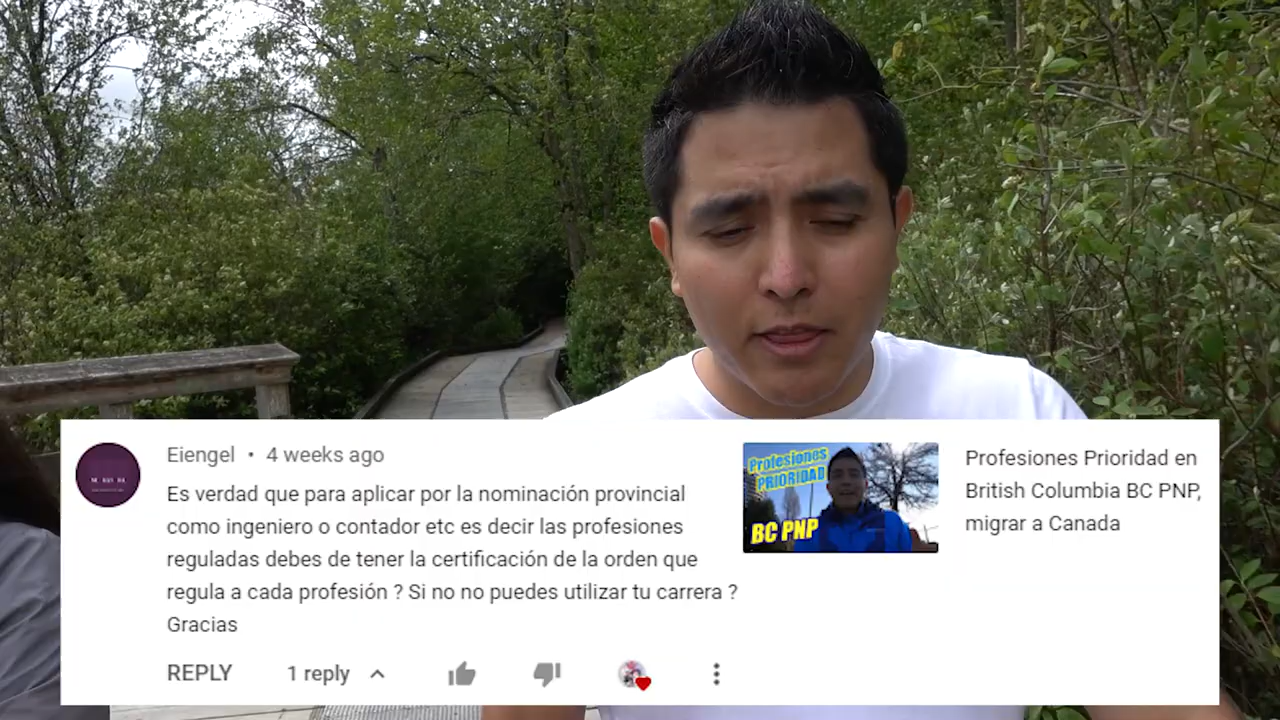 Eiengel • 4 weeks ago
Es verdad que para aplicar por la nominación provincial
como ingeniero o contador etc es decir las profesiones
reguladas debes de tener la certificación de la orden que
regula a cada profesión ? Si no no puedes utilizar tu carrera ?
Gracias
REPLY
1 reply
Profesiones
PRIORIDAD
BC PNP
Profesiones Prioridad en
British Columbia BC PNP,
migrar a Canada